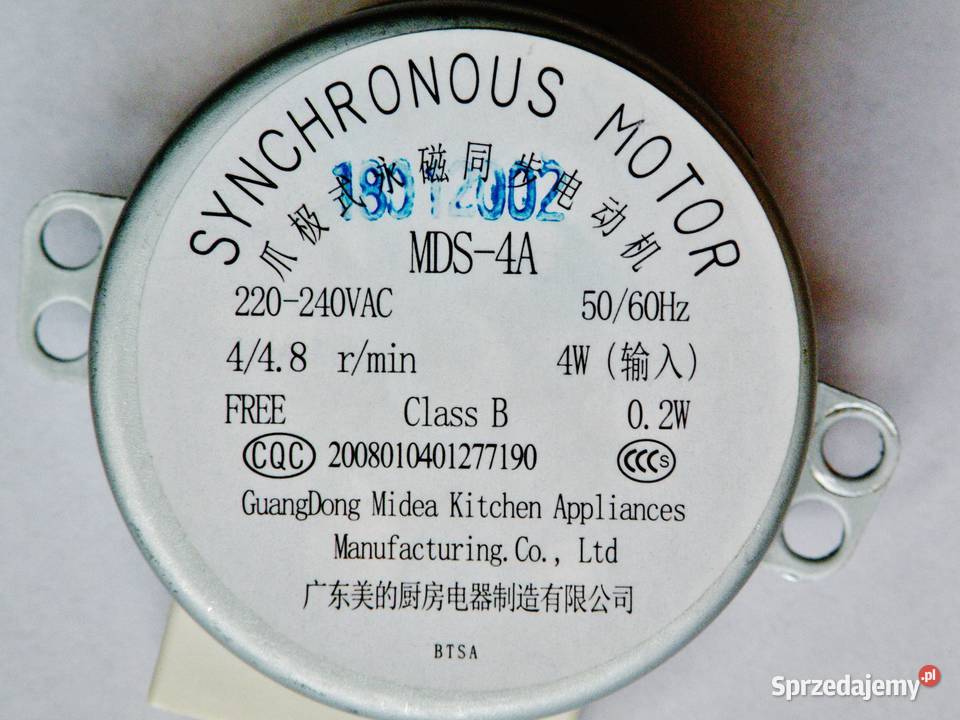 SYNCHRONOUS MOTOR
爪极式永磁同步电动机
MDS-4A
220-240VAC 50/60Hz
4/4.8 r/min 4W (输入)
FREE Class B 0.2W
CQC 2008010401277190 CCC S
GuangDong Midea Kitchen Appliances
Manufacturing.Co., Ltd
广东美的厨房电器制造有限公司
BTSA
Sprzedajemy.pl